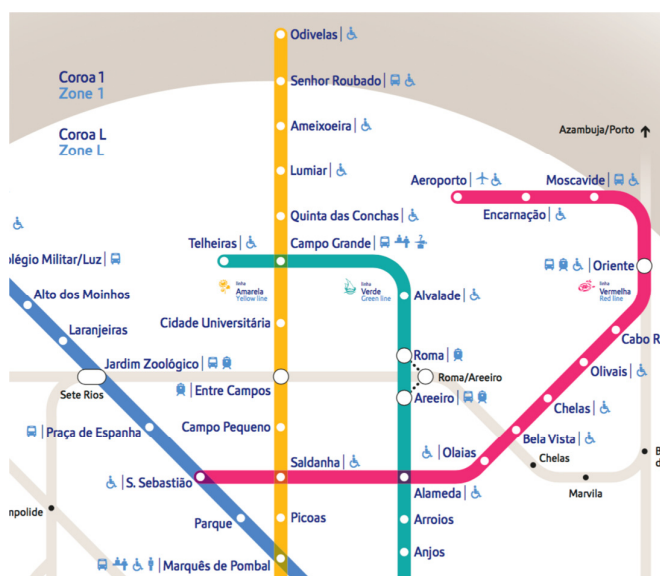 Odivelas
Coroa 1
Zone 1
Senhor Roubado
Ameixoeira
Coroa L
Zone L
Azambuja/Porto
Lumiar
Aeroporto
Moscavide
Quinta das Conchas
Encarnação
Telheiras
Campo Grande
olégio Militar/Luz
Oriente
linha
Amarela
Yellow line
linha
Verde
Green line
linha
Vermelha
Red line
Alto dos Moinhos
Alvalade
Cidade Universitária
Laranjeiras
Cabo R
Jardim Zoológico
Roma
Olivais
Sete Rios
Entre Campos
Roma/Areeiro
Areeiro
Chelas
Praça de Espanha
Campo Pequeno
Bela Vista
Saldanha
Olaias
Chelas
B
d
S. Sebastião
Alameda
Marvila
mpolide
Parque
Picoas
Arroios
Anjos
Marquês de Pombal